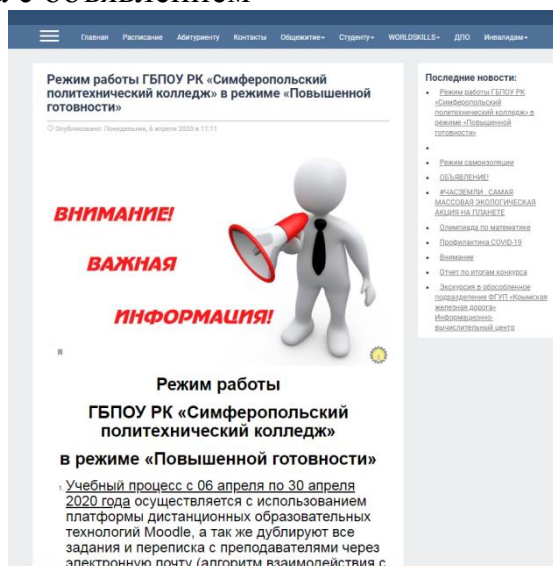 с объявлением
Главная Расписание Абитуриенту Контакты Общежитие Студенту WORLDSKILLS ДПО Инвалидам
Режим работы ГБПОУ РК «Симферопольский
политехнический колледж» в режиме «Повышенной
готовности»
Опубликовано: Понедельник, 6 апреля 2020 в 11:11
ВНИМАНИЕ!
ВАЖНАЯ
ИНФОРМАЦИЯ!
Режим работы
ГБПОУ РК «Симферопольский
политехнический колледж»
в режиме «Повышенной готовности»
Учебный процесс с 06 апреля по 30 апреля
2020 года осуществляется с использованием
платформы дистанционных образовательных
технологий Moodle, а так же дублируют все
задания и переписка с преподавателями через
электронную почту (алгоритм взаимодействия с
Последние новости:
Режим работы ГБПОУ РК
«Симферопольский
политехнический колледж» в
режиме «Повышенной
готовности»
Режим самоизоляции
ОБЪЯВЛЕНИЕ!
#ЧАСЗЕМЛИ . САМАЯ
МАССОВАЯ ЭКОЛОГИЧЕСКАЯ
АКЦИЯ НА ПЛАНЕТЕ
Олимпиада по математике
Профилактика COVID-19
Внимание
Отчет по итогам конкурса
Экскурсия в обособленное
подразделение ФГУП «Крымская
железная дорога»
Информационно-
вычислительный центр